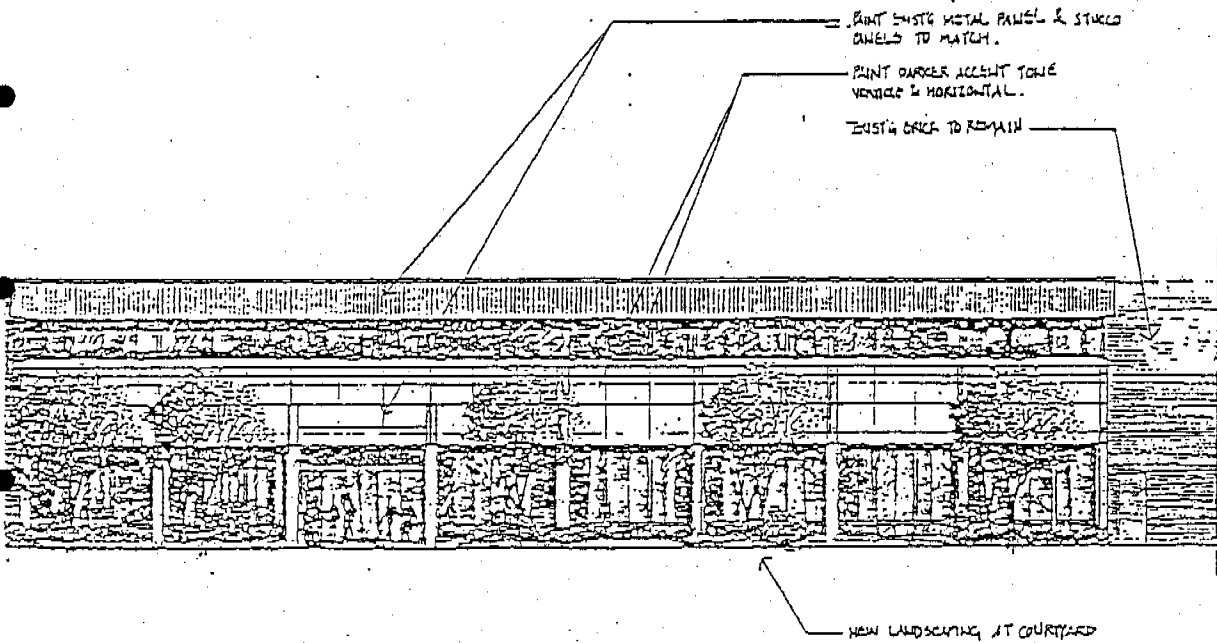 PAINT EXIST'G METAL PANEL & STUCCO
PANELS TO MATCH.
PAINT DARKER ACCENT TONE
& HORIZONTAL.
EXIST'G BRICK TO REMAIN
NEW LANDSCAPING AT COURTYARD